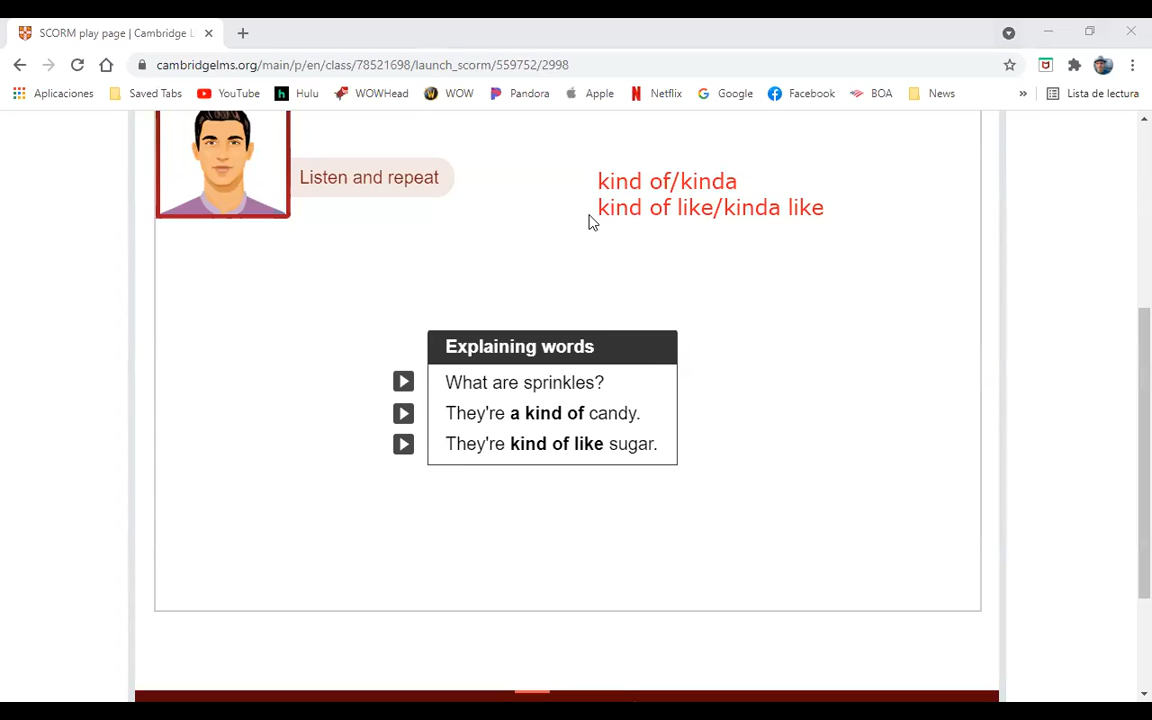 SCORM play page | Cambridge L
cambridgelms.org/main/p/en/class/78521698/launch_scorm/559752/2998
Aplicaciones Saved Tabs YouTube Hulu WOWHead WOW Pandora Apple Netflix Google Facebook BOA News » Lista de lectura
Listen and repeat
kind of/kinda
kind of like/kinda like
Explaining words
What are sprinkles?
They're a kind of candy.
They're kind of like sugar.